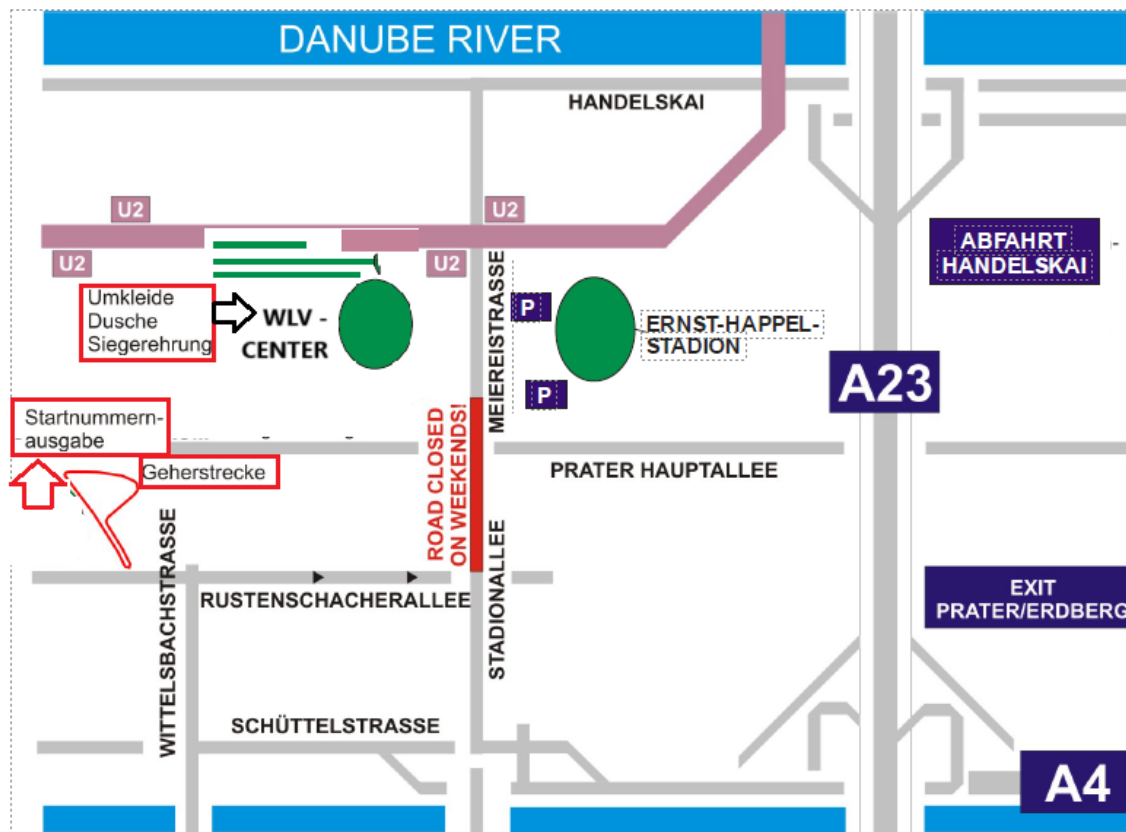 DANUBE RIVER
HANDELSKAI
U2
U2
U2
U2
ABFAHRT
HANDELSKAI
Umkleide
Dusche
Siegerehrung
WLV -
CENTER
MEIEREISTRASSE
P
P
ERNST-HAPPEL-
STADION
A23
Startnummern-
ausgabe
Geherstrecke
ROAD CLOSED
ON WEEKENDS!
PRATER HAUPTALLEE
WITTELSBACHSTRASSE
RUSTENSCHACHERALLEE
STADIONALLEE
EXIT
PRATER/ERDBERG
SCHÜTTELSTRASSE
A4